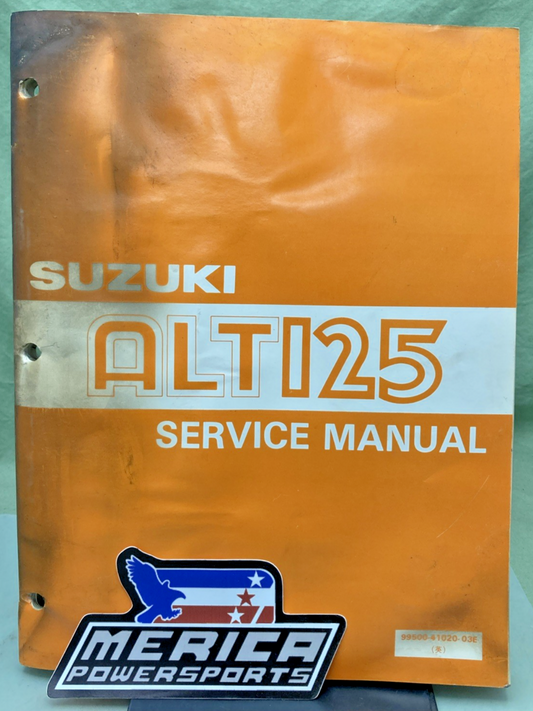 SUZUKI
ALT125
SERVICE MANUAL
99500-41020-03E
(英)
MERICA
POWERSPORTS